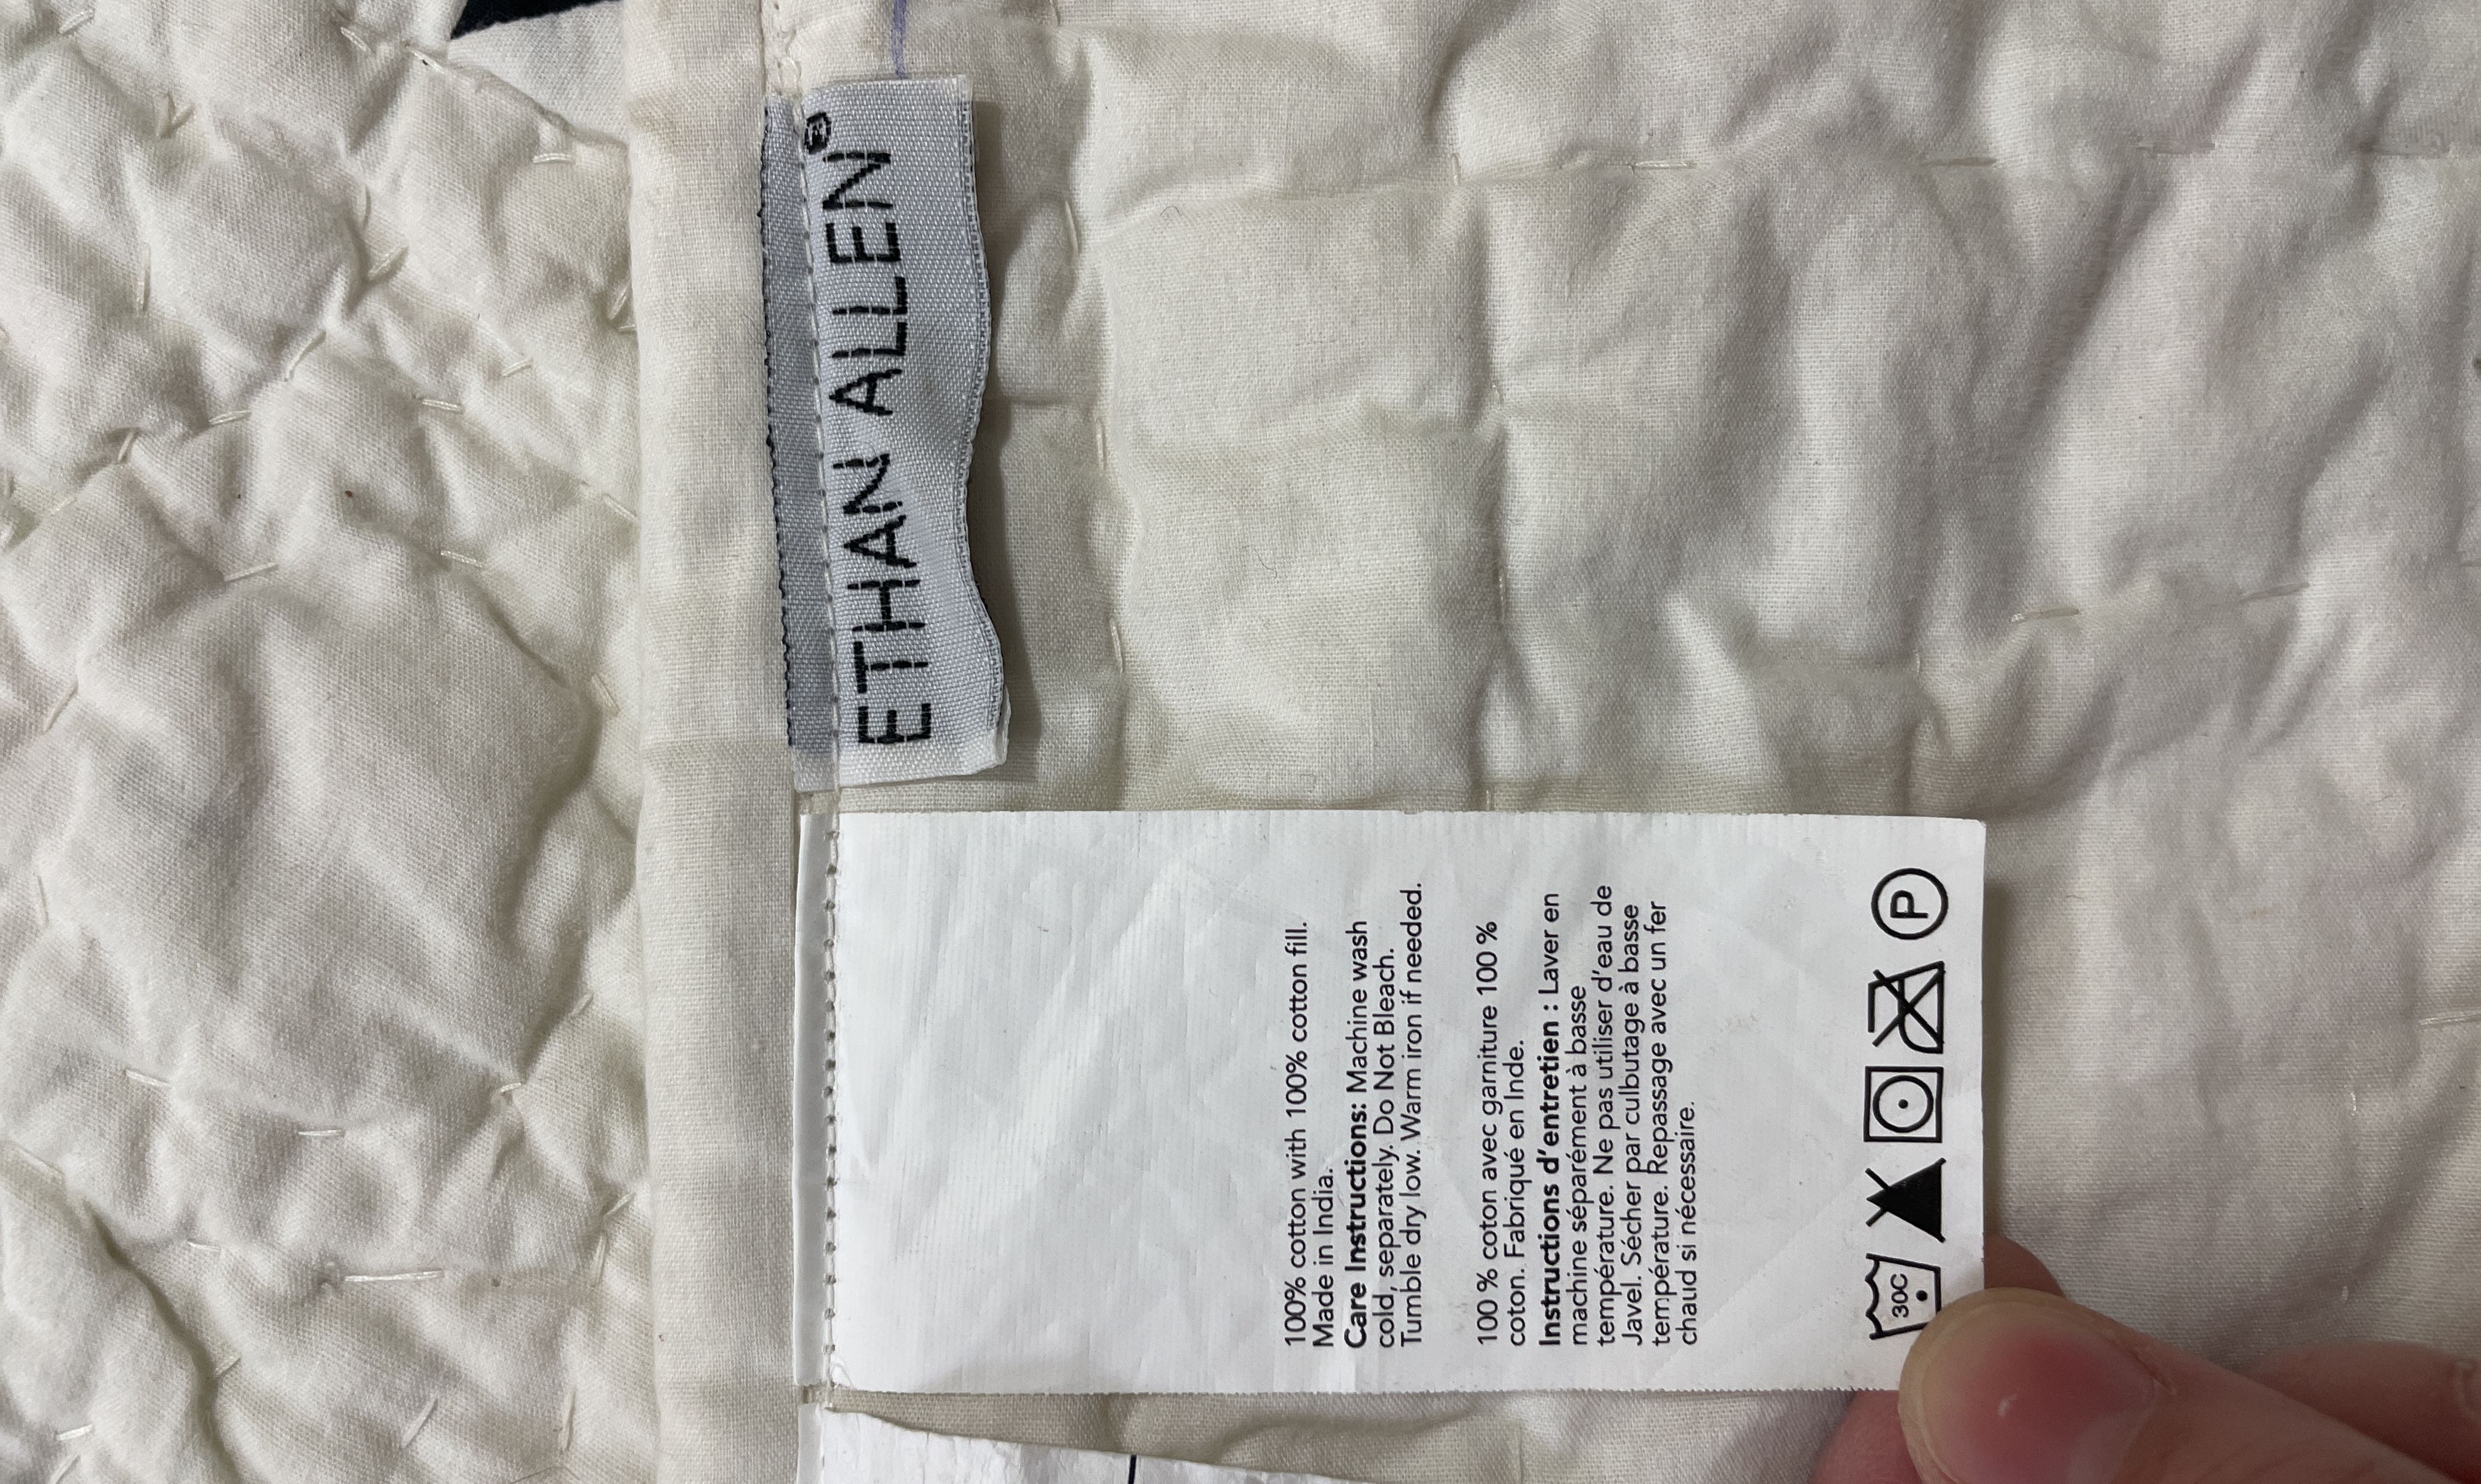 ETHAN ALLEN®
100% cotton with 100% cotton fill.
Made in India.
Care Instructions: Machine wash
cold, separately. Do Not Bleach.
Tumble dry low. Warm iron if needed.
100 % coton avec garniture 100 %
coton. Fabriqué en Inde.
Instructions d'entretien : Laver en
machine séparément à basse
température. Ne pas utiliser d'eau de
Javel. Sécher par culbutage à basse
température. Repassage avec un fer
chaud si nécessaire.
30C P